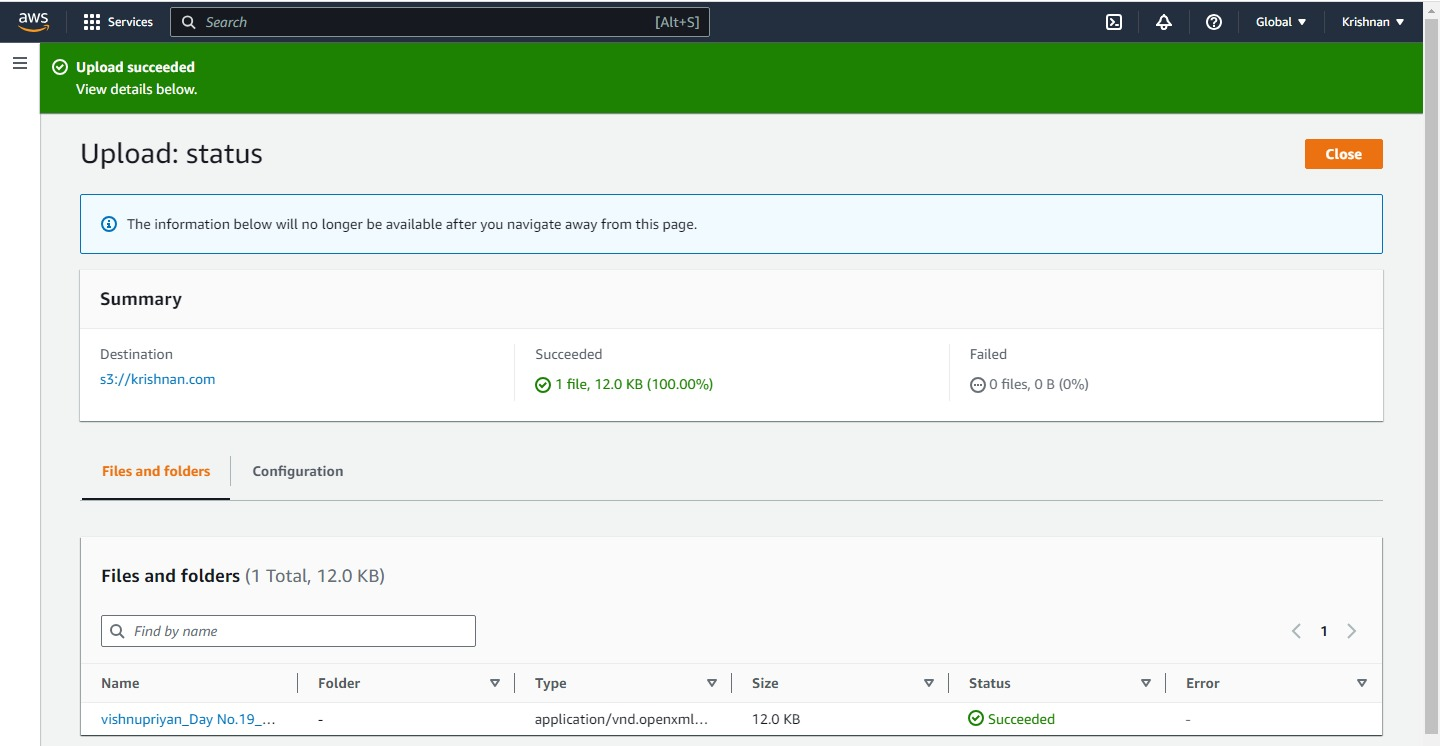 aws Services Search [Alt+S] Global Krishnan
Upload succeeded
View details below.
Upload: status
Close
The information below will no longer be available after you navigate away from this page.
Summary
Destination Succeeded Failed
s3://krishnan.com 1 file, 12.0 KB (100.00%) 0 files, 0 B (0%)
Files and folders Configuration
Files and folders (1 Total, 12.0 KB)
Find by name 1
Name Folder Type Size Status Error
vishnupriyan_Day No.19_... - application/vnd.openxml... 12.0 KB Succeeded -